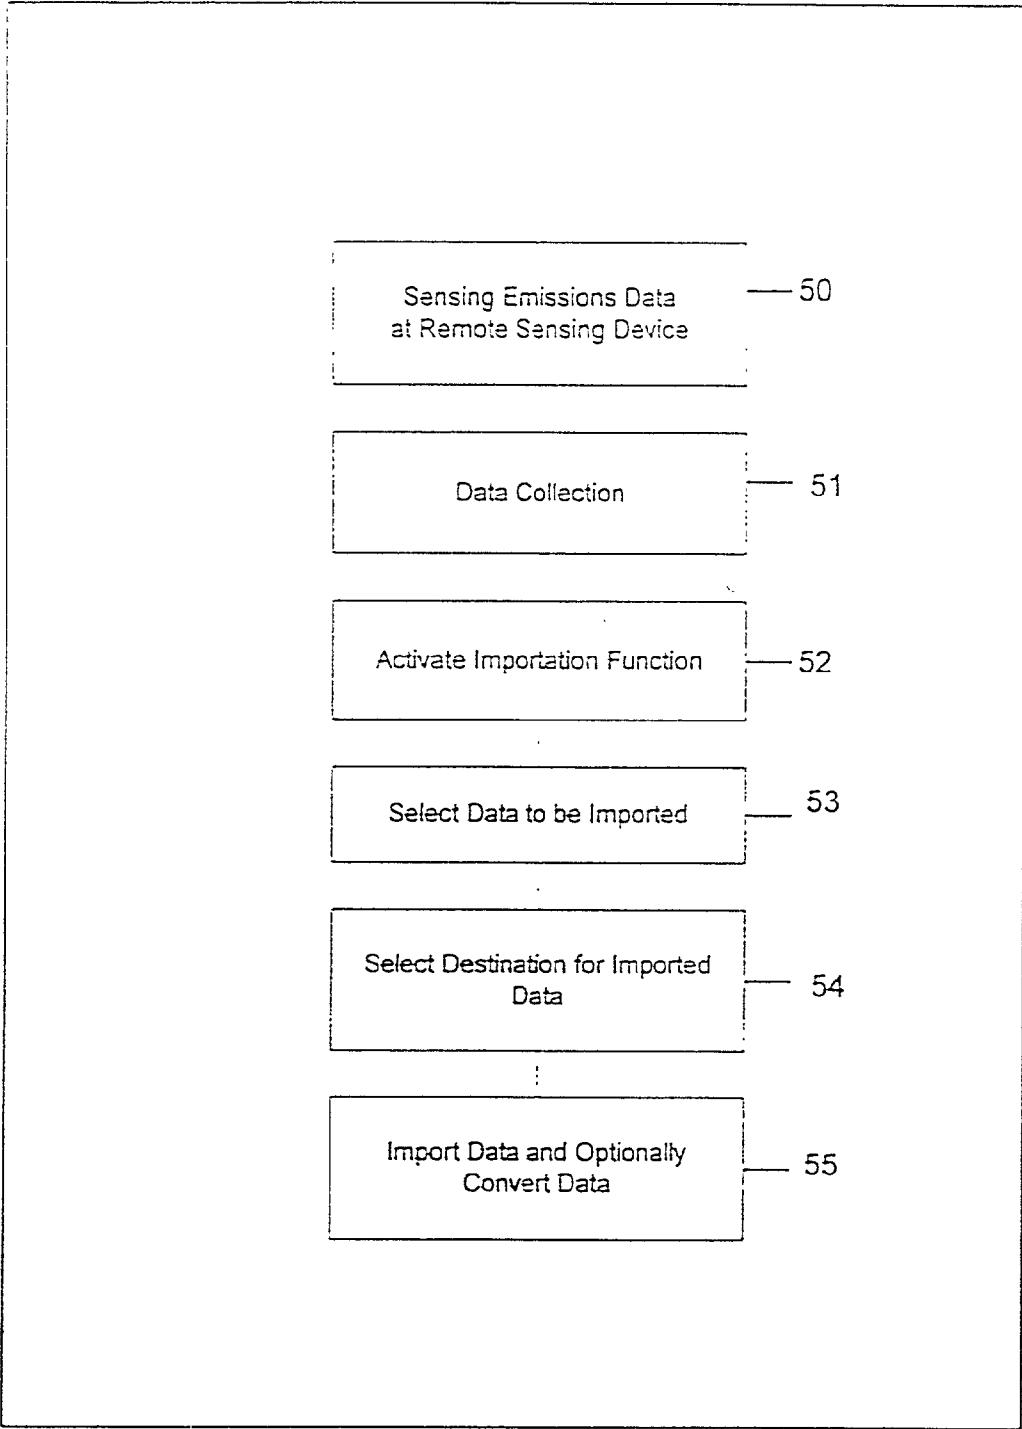 Sensing Emissions Data
at Remote Sensing Device
50
Data Collection
51
Activate Importation Function
52
Select Data to be Imported
53
Select Destination for Imported
Data
54
Import Data and Optionally
Convert Data
55